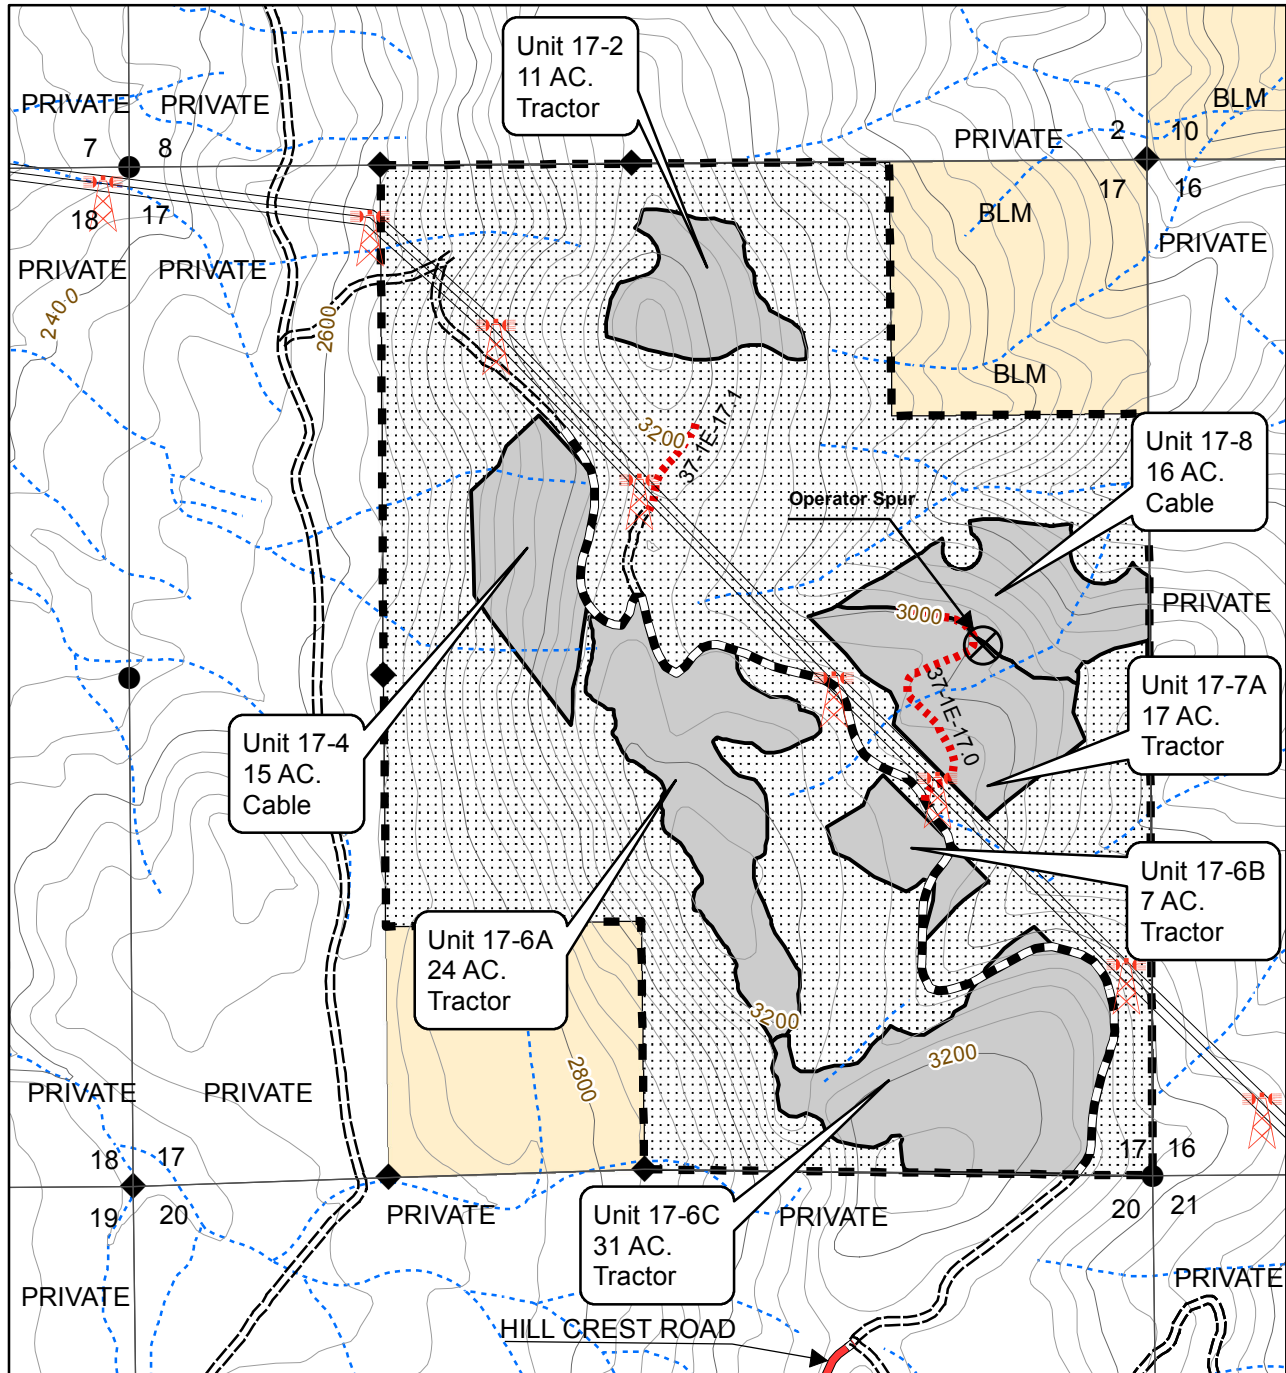 Unit 17-2
11 AC.
Tractor
PRIVATE
PRIVATE
BLM
PRIVATE
2
10
7
8
18
17
17
16
BLM
PRIVATE
PRIVATE
PRIVATE
2400
2600
BLM
3200
37-1E-17.1
Unit 17-8
16 AC.
Cable
Operator Spur
3000
PRIVATE
37-1E-17.0
Unit 17-7A
17 AC.
Tractor
Unit 17-4
15 AC.
Cable
Unit 17-6B
7 AC.
Tractor
Unit 17-6A
24 AC.
Tractor
3200
3200
2800
PRIVATE
PRIVATE
18
17
17
16
19
20
20
21
PRIVATE
Unit 17-6C
31 AC.
Tractor
PRIVATE
PRIVATE
PRIVATE
HILL CREST ROAD